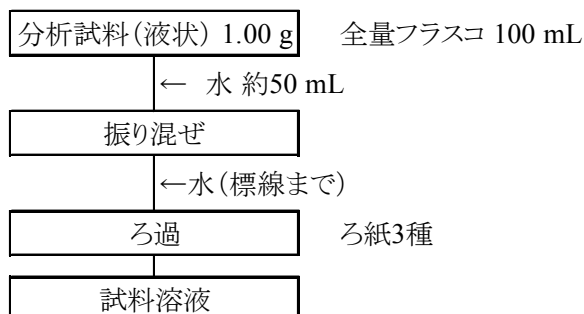 分析試料(液状) 1.00 g 全量フラスコ 100 mL
← 水 約50 mL
振り混ぜ
←水(標線まで)
ろ過 ろ紙3種
試料溶液